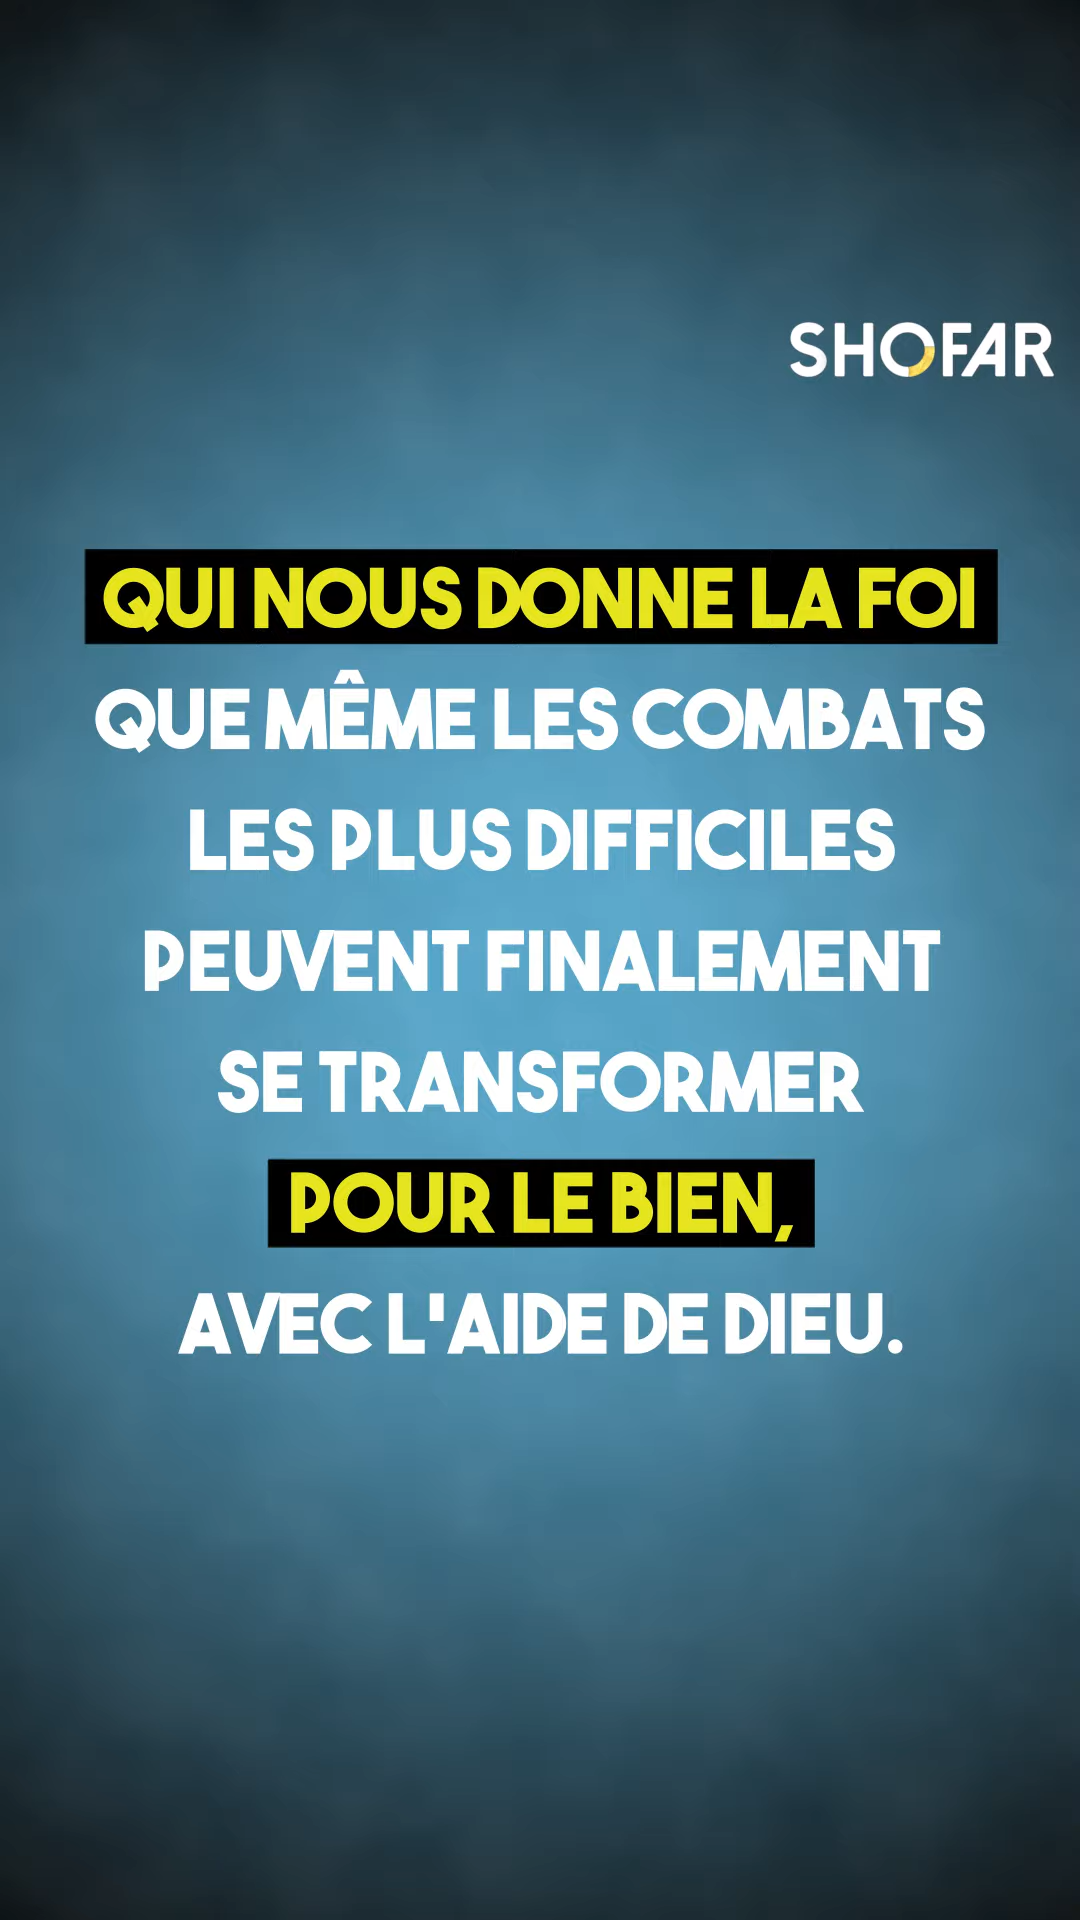 SHOFAR
QUI NOUS DONNE LA FOI
QUE MÊME LES COMBATS
LES PLUS DIFFICILES
PEUVENT FINALEMENT
SE TRANSFORMER
POUR LE BIEN,
AVEC L'AIDE DE DIEU.